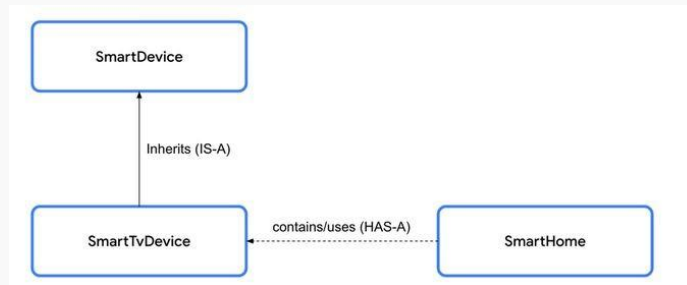 SmartDevice
Inherits (IS-A)
SmartTvDevice
contains/uses (HAS-A)
SmartHome